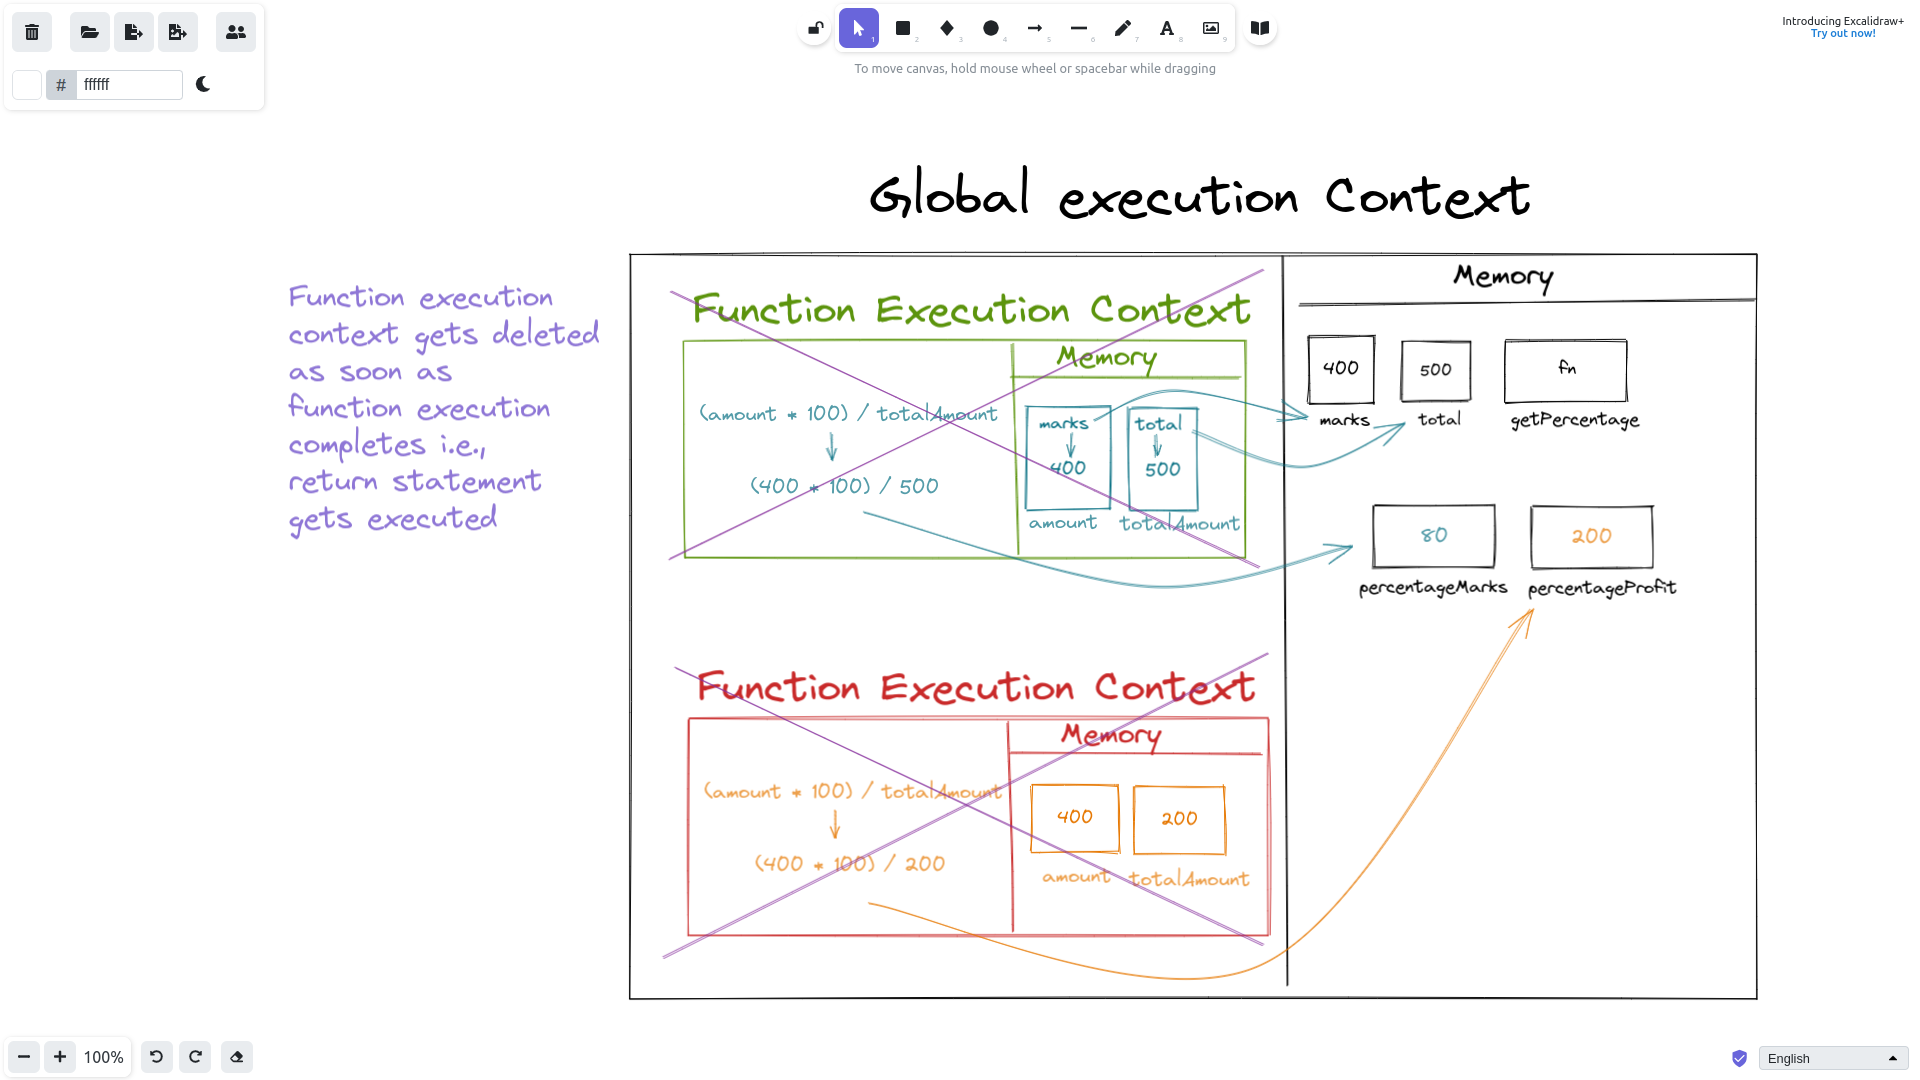 1
2
3
4
5
6
7
8
9
Introducing Excalidraw+
Try out now!
# ffffff
To move canvas, hold mouse wheel or spacebar while dragging
Global execution Context
Function execution
context gets deleted
as soon as
function execution
completes i.e.,
return statement
gets executed
Function Execution Context
Memory
(amount * 100) / totalAmount
(400 * 100) / 500
marks
400
amount
total
500
totalAmount
Memory
400
marks
500
total
fn
getPercentage
80
percentageMarks
200
percentageProfit
Function Execution Context
Memory
(amount * 100) / totalAmount
(400 * 100) / 200
400
amount
200
totalAmount
100%
English